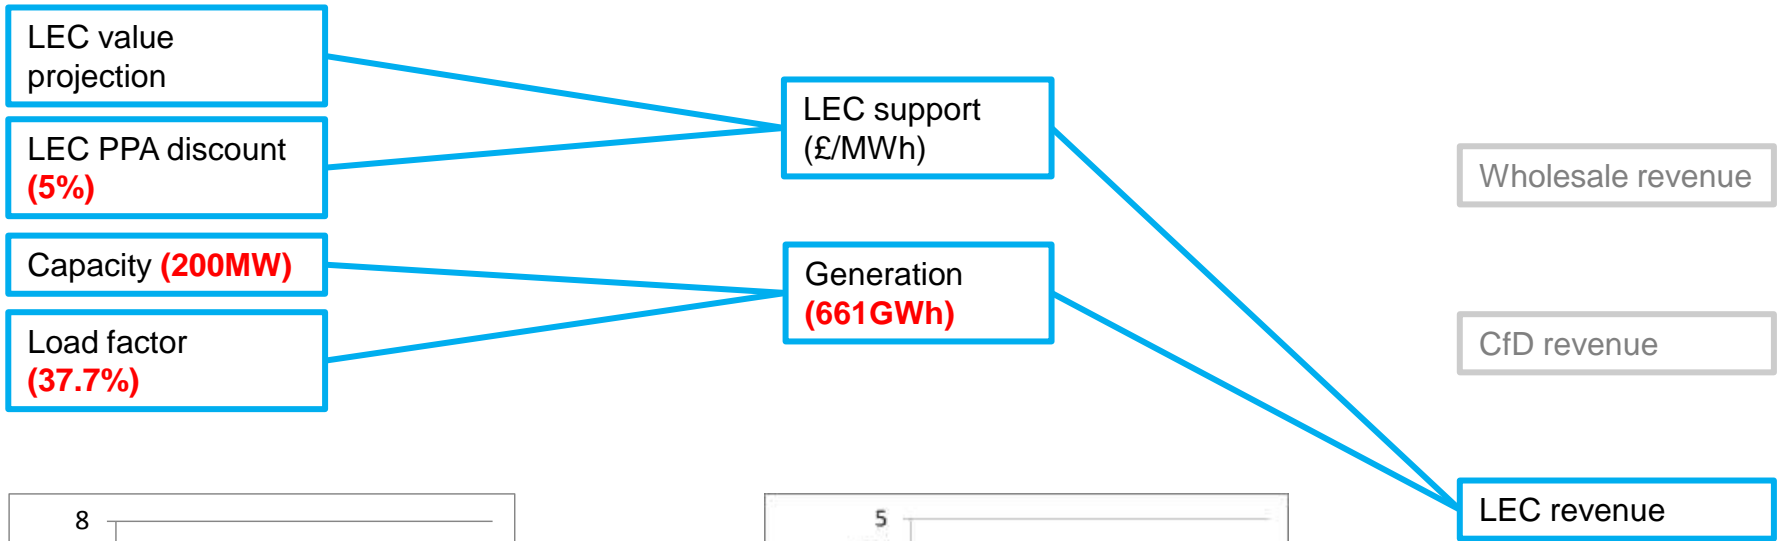 LEC value
projection
LEC PPA discount
(5%)
Capacity (200MW)
Load factor
(37.7%)
LEC support
(£/MWh)
Generation
(661GWh)
Wholesale revenue
CfD revenue
LEC revenue
8
5